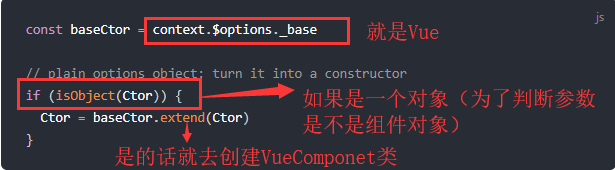 js
const baseCtor = context.$options._base
就是Vue
// plain options object: turn it into a constructor
if (isObject(Ctor)) {
如果是一个对象（为了判断参数
是不是组件对象）
Ctor = baseCtor.extend(Ctor)
}
是的话就去创建VueComponet类